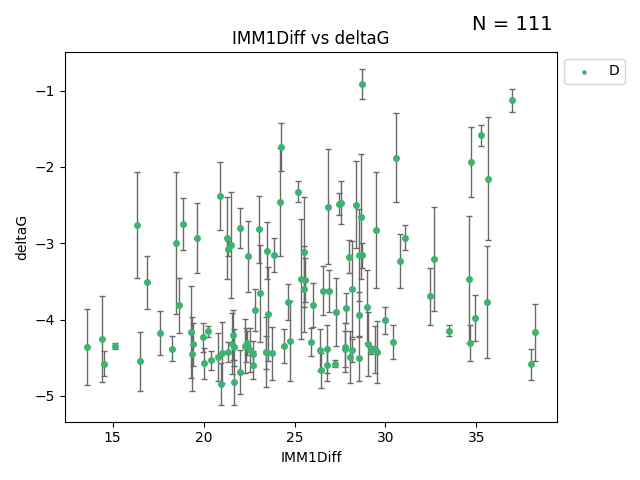 N = 111
IMM1Diff vs deltaG
D
deltaG
−1
−2
−3
−4
−5
15 20 25 30 35
IMM1Diff